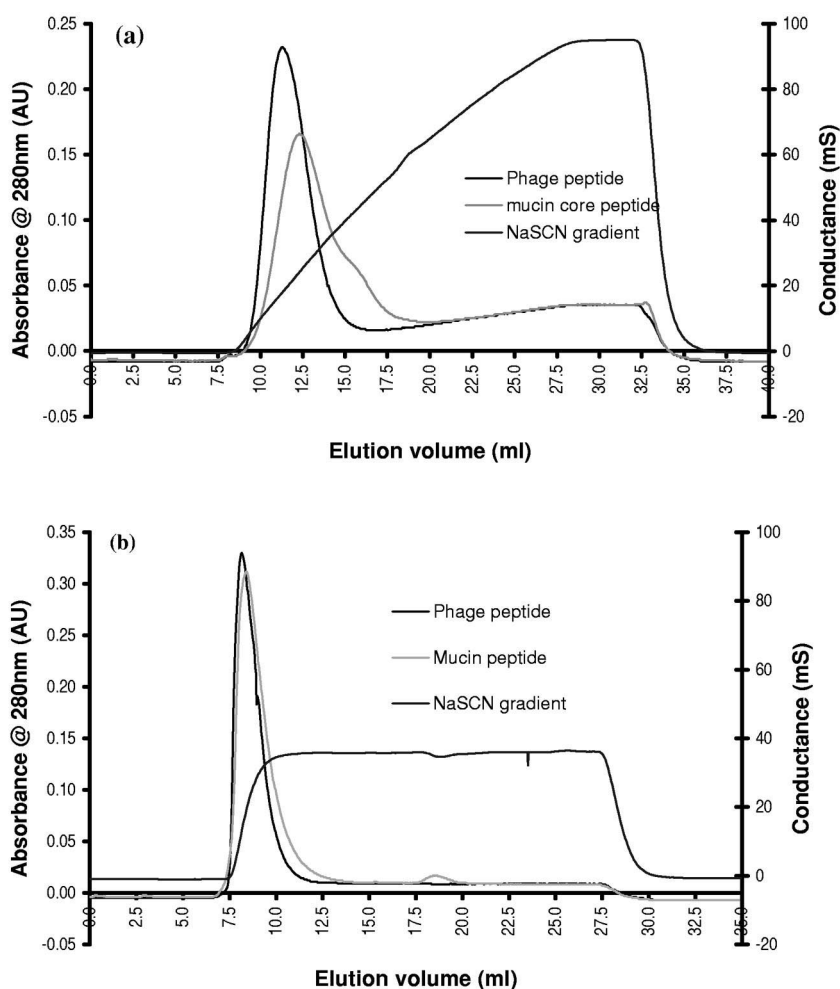 (a)
0.25
0.20
0.15
0.10
0.05
0.00
-0.05
Absorbance @ 280nm (AU)
100
80
60
40
20
0
-20
Conductance (mS)
Phage peptide
mucin core peptide
NaSCN gradient
0.0 2.5 5.0 7.5 10.0 12.5 15.0 17.5 20.0 22.5 25.0 27.5 30.0 32.5 35.0 37.5 40.0
Elution volume (ml)
(b)
0.35
0.30
0.25
0.20
0.15
0.10
0.05
0.00
-0.05
Absorbance @ 280nm (AU)
100
80
60
40
20
0
-20
Conductance (mS)
Phage peptide
Mucin peptide
NaSCN gradient
0.0 2.5 5.0 7.5 10.0 12.5 15.0 17.5 20.0 22.5 25.0 27.5 30.0 32.5 35.0
Elution volume (ml)